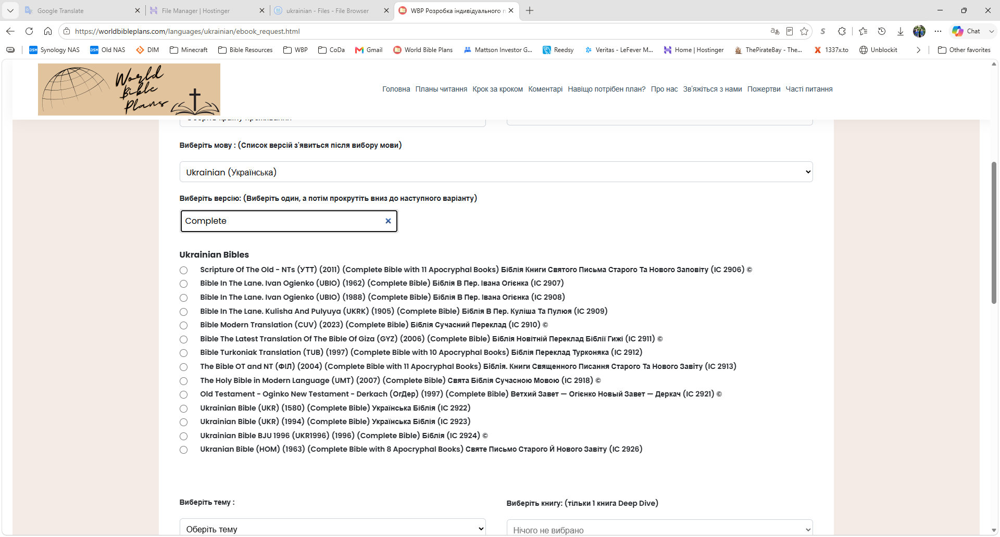 Google Translate
File Manager | Hostinger
ukrainian - Files - File Browser
WBP Розробка індивідуального п
https://worldbibleplans.com/languages/ukrainian/ebook_request.html
Chat
Synology NAS
Old NAS
DIM
Minecraft
Bible Resources
WBP
CoDa
Gmail
World Bible Plans
Mattson Investor G...
Reedsy
Veritas - LeFever M...
Home | Hostinger
ThePirateBay - The...
1337x.to
Unblockit
Other favorites
World
Bible
Plans
Головна Планы читання Крок за кроком Коментарі Навіщо потрібен план? Про нас Зв'яжіться з нами Пожертви Часті питання
Виберіть мову : (Список версій з'явиться після вибору мови)
Ukrainian (Українська)
Виберіть версію: (Виберіть один, а потім прокрутіть вниз до наступного варіанту)
Complete
Ukrainian Bibles
Scripture Of The Old - NTs (УТТ) (2011) (Complete Bible with 11 Apocryphal Books) Біблія Книги Святого Письма Старого Та Нового Заповіту (IC 2906) ©
Bible In The Lane. Ivan Ogienko (UBIO) (1962) (Complete Bible) Біблія В Пер. Івана Огієнка (IC 2907)
Bible In The Lane. Ivan Ogienko (UBIO) (1988) (Complete Bible) Біблія В Пер. Івана Огієнка (IC 2908)
Bible In The Lane. Kulisha And Pulyuya (UKRK) (1905) (Complete Bible) Біблія В Пер. Куліша Та Пулюя (IC 2909)
Bible Modern Translation (CUV) (2023) (Complete Bible) Біблія Сучасний Переклад (IC 2910) ©
Bible The Latest Translation Of The Bible Of Giza (GYZ) (2006) (Complete Bible) Біблія Новітній Переклад Біблії Гижі (IC 2911) ©
Bible Turkoniak Translation (TUB) (1997) (Complete Bible with 10 Apocryphal Books) Біблія Переклад Турконяка (IC 2912)
The Bible OT and NT (ФІЛ) (2004) (Complete Bible with 11 Apocryphal Books) Біблія. Книги Священного Писання Старого Та Нового Завіту (IC 2913)
The Holy Bible in Modern Language (UMT) (2007) (Complete Bible) Свята Біблія Сучасною Мовою (IC 2918) ©
Old Testament - Oginko New Testament - Derkach (ОгДер) (1997) (Complete Bible) Ветхий Завет — Огієнко Новый Завет — Деркач (IC 2921) ©
Ukrainian Bible (UKR) (1580) (Complete Bible) Українська Біблія (IC 2922)
Ukrainian Bible (UKR) (1994) (Complete Bible) Українська Біблія (IC 2923)
Ukrainian Bible BJU 1996 (UKR1996) (1996) (Complete Bible) Біблія (IC 2924) ©
Ukranian Bible (HOM) (1963) (Complete Bible with 8 Apocryphal Books) Святе Письмо Старого Й Нового Завіту (IC 2926)
Виберіть тему :
Виберіть книгу: (тільки 1 книга Deep Dive)
Оберіть тему
Нічого не вибрано